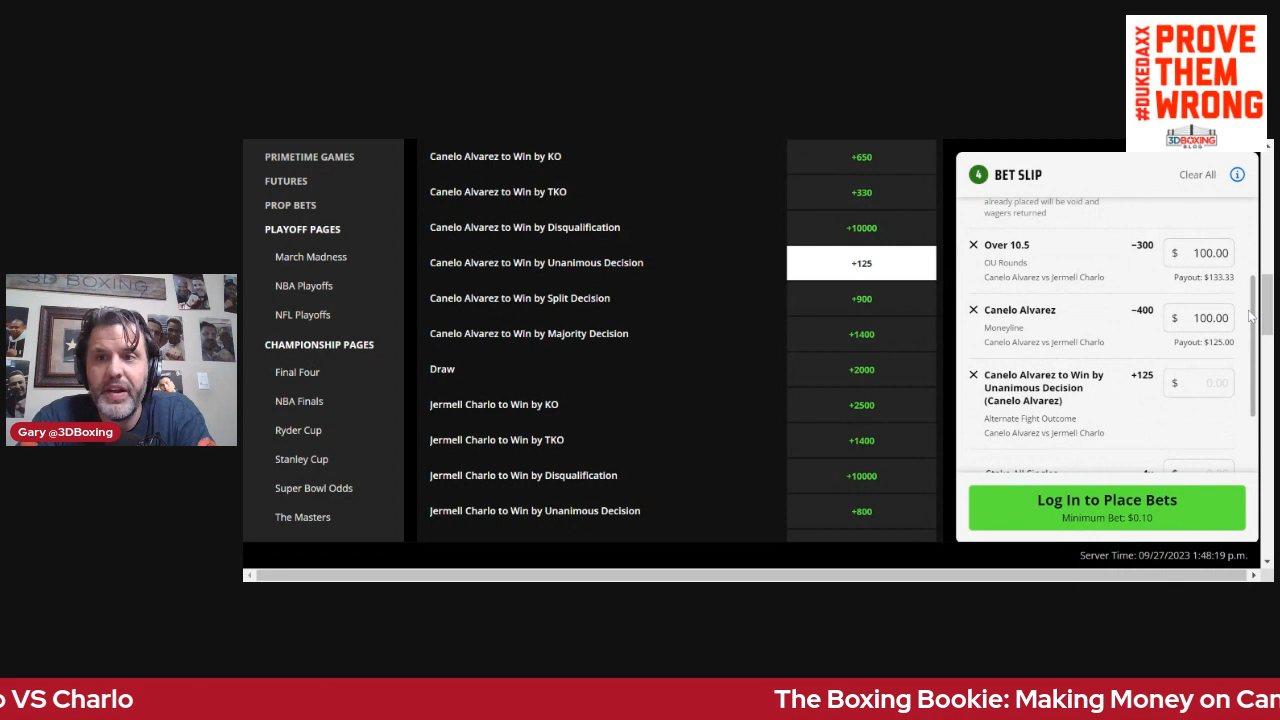 #DUKEDAXX
PROVE
THEM
WRONG
3DBOXING
BLOG
PRIMETIME GAMES
FUTURES
PROP BETS
PLAYOFF PAGES
March Madness
NBA Playoffs
NFL Playoffs
CHAMPIONSHIP PAGES
Final Four
NBA Finals
Ryder Cup
Stanley Cup
Super Bowl Odds
The Masters
Canelo Alvarez to Win by KO +650
Canelo Alvarez to Win by TKO +330
Canelo Alvarez to Win by Disqualification +10000
Canelo Alvarez to Win by Unanimous Decision +125
Canelo Alvarez to Win by Split Decision +900
Canelo Alvarez to Win by Majority Decision +1400
Draw +2000
Jermell Charlo to Win by KO +2500
Jermell Charlo to Win by TKO +1400
Jermell Charlo to Win by Disqualification +10000
Jermell Charlo to Win by Unanimous Decision +800
4 BET SLIP Clear All
already placed will be void and
wagers returned
Over 10.5 −300 $ 100.00
OU Rounds
Canelo Alvarez vs Jermell Charlo Payout: $133.33
Canelo Alvarez −400 $ 100.00
Moneyline
Canelo Alvarez vs Jermell Charlo Payout: $125.00
Canelo Alvarez to Win by +125 $ 0.00
Unanimous Decision
(Canelo Alvarez)
Alternate Fight Outcome
Canelo Alvarez vs Jermell Charlo
Log In to Place Bets
Minimum Bet: $0.10
Server Time: 09/27/2023 1:48:19 p.m.
3D BOXING
Gary @3DBoxing
o VS Charlo
The Boxing Bookie: Making Money on Can